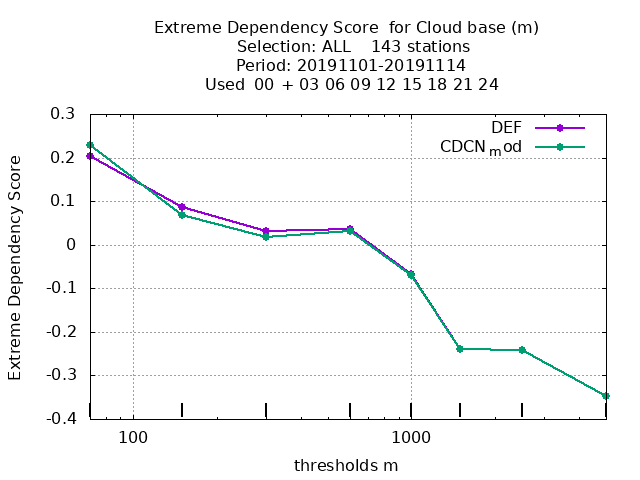 Extreme Dependency Score  for Cloud base (m)
Selection: ALL    143 stations
Period: 20191101-20191114
Used  00 + 03 06 09 12 15 18 21 24
Extreme Dependency Score
0.3
0.2
0.1
0
-0.1
-0.2
-0.3
-0.4
DEF
CDCNmod
100
1000
thresholds m